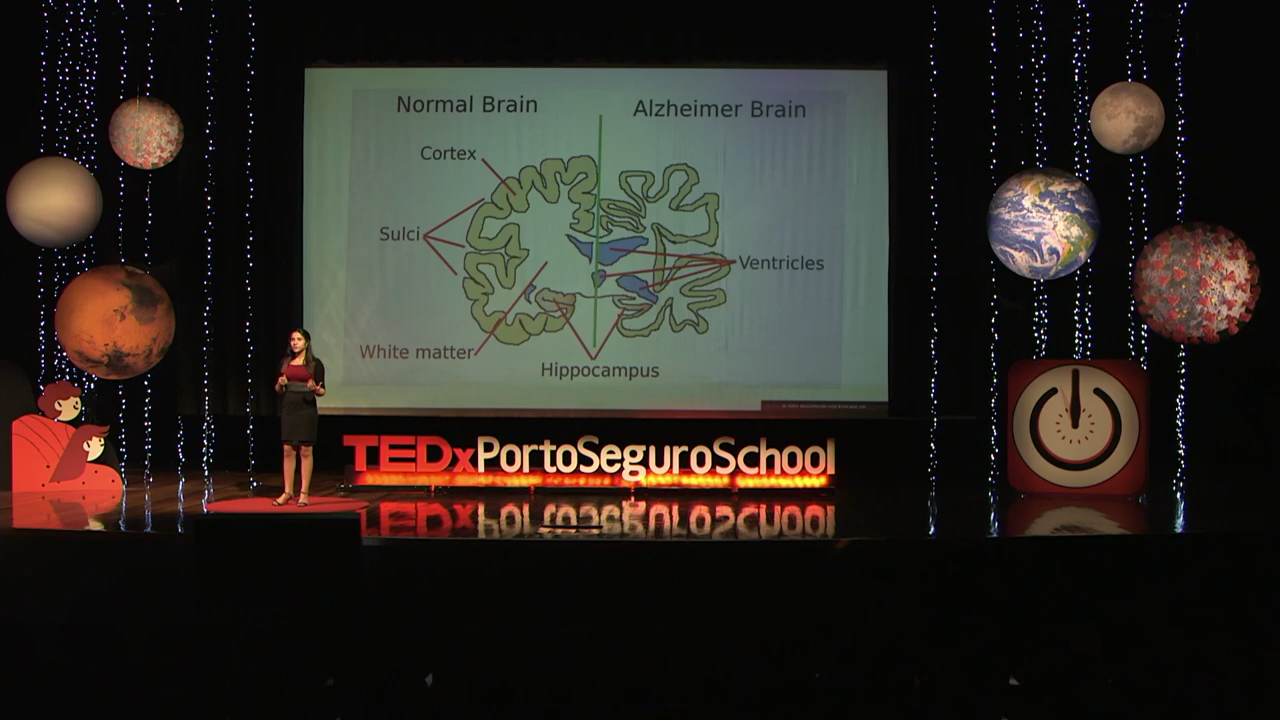 Normal Brain
Alzheimer Brain
Cortex
Sulci
Ventricles
White matter
Hippocampus
TEDxPortoSeguroSchool